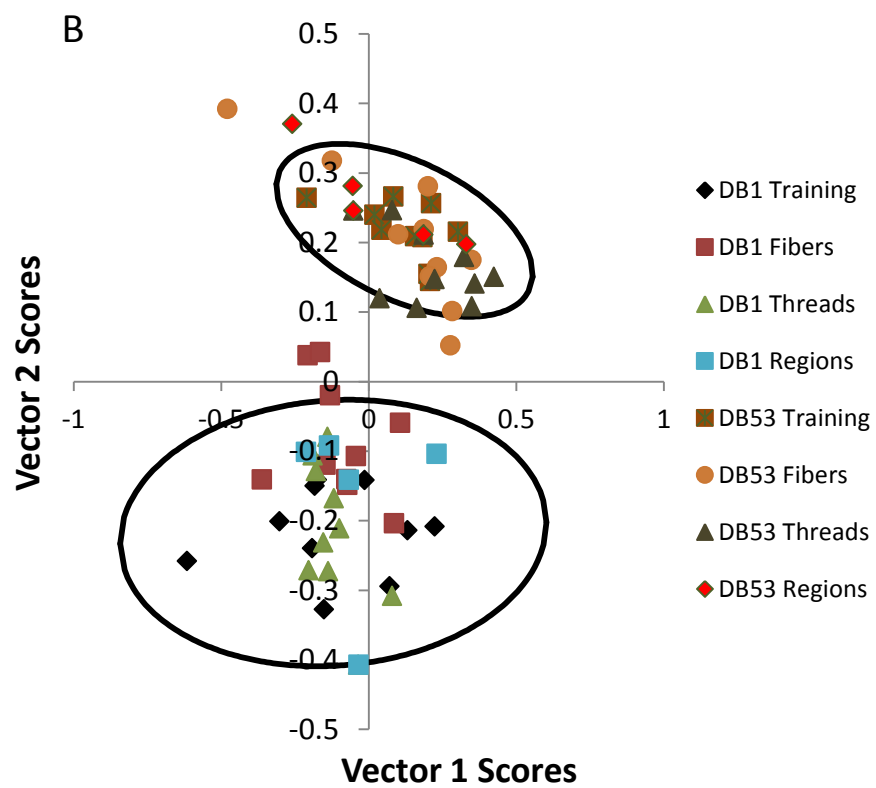 B
0.5
0.4
0.3
0.2
0.1
0
-1
-0.5
0
0.5
1
-0.1
-0.2
-0.3
-0.4
-0.5
Vector 2 Scores
Vector 1 Scores
DB1 Training
DB1 Fibers
DB1 Threads
DB1 Regions
DB53 Training
DB53 Fibers
DB53 Threads
DB53 Regions